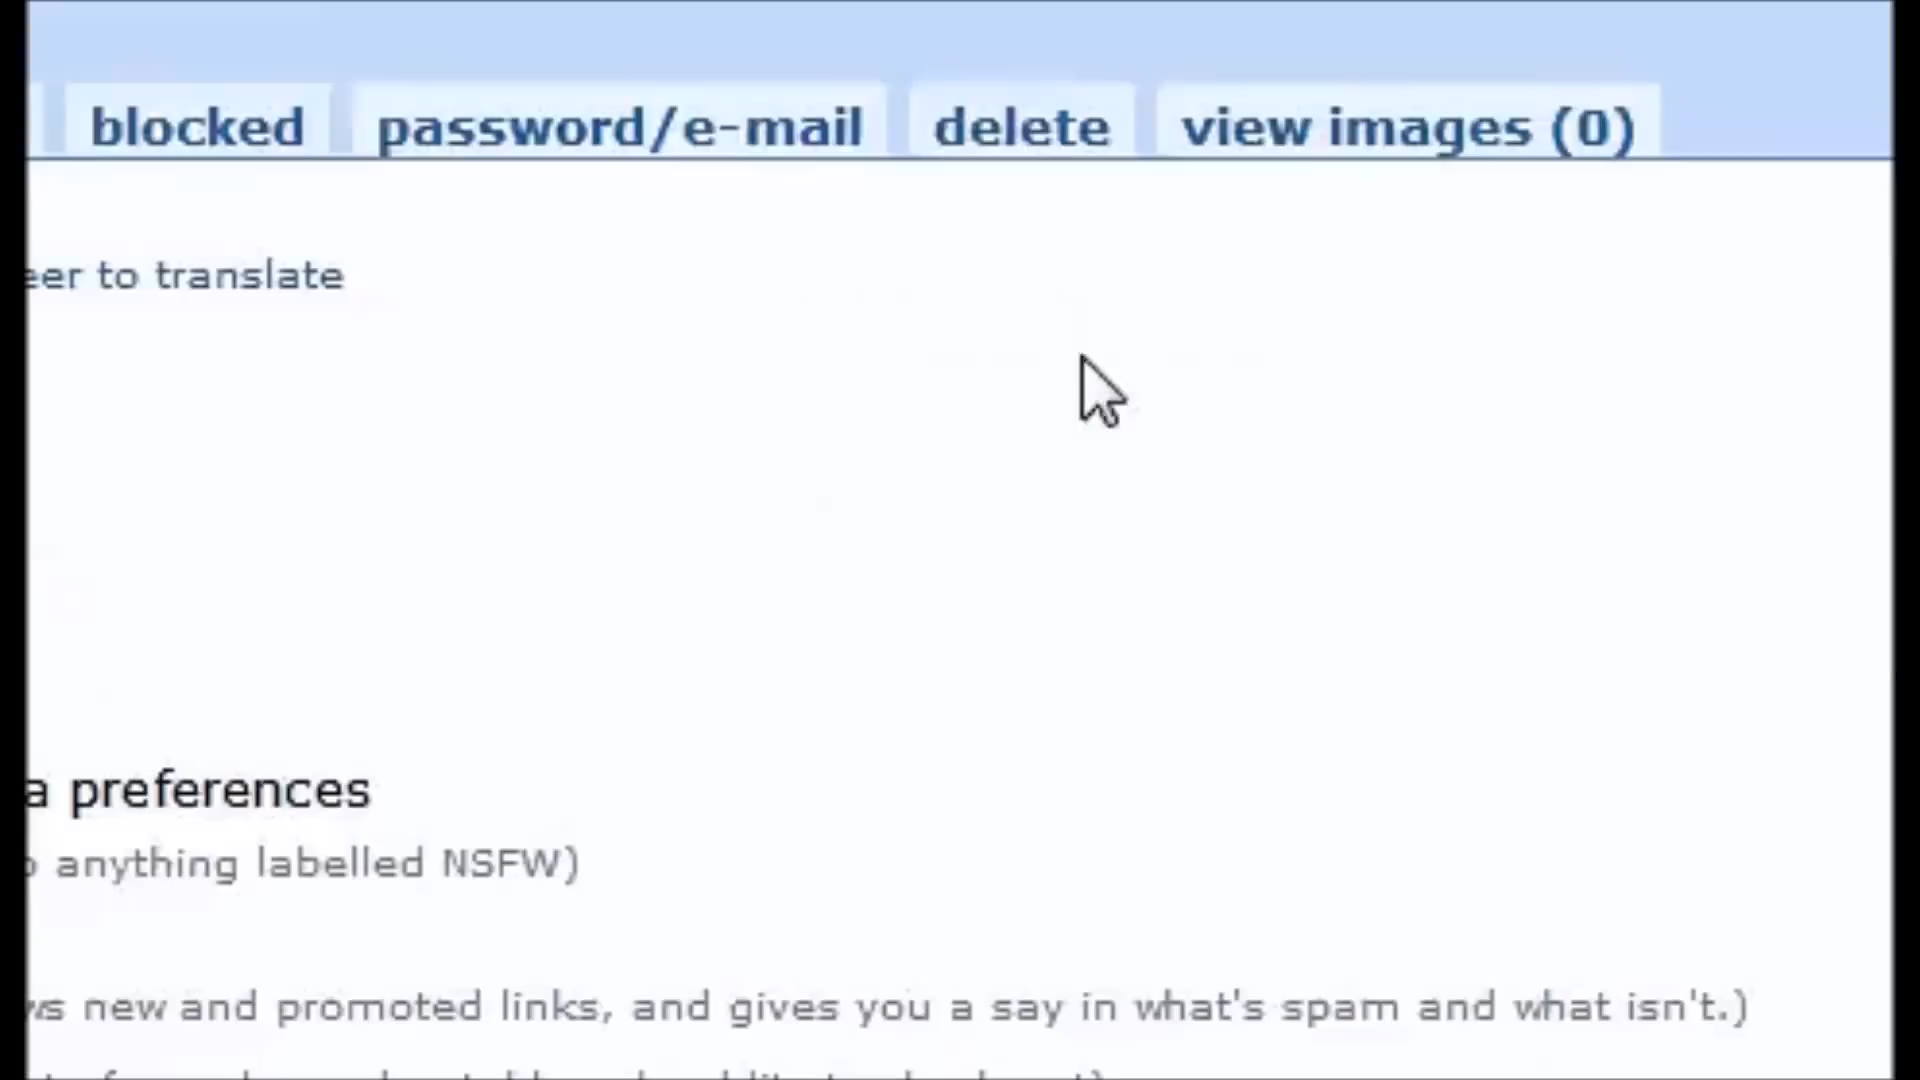 blocked password/e-mail delete view images (0)
to translate
preferences
anything labelled NSFW)
new and promoted links, and gives you a say in what's spam and what isn't.)